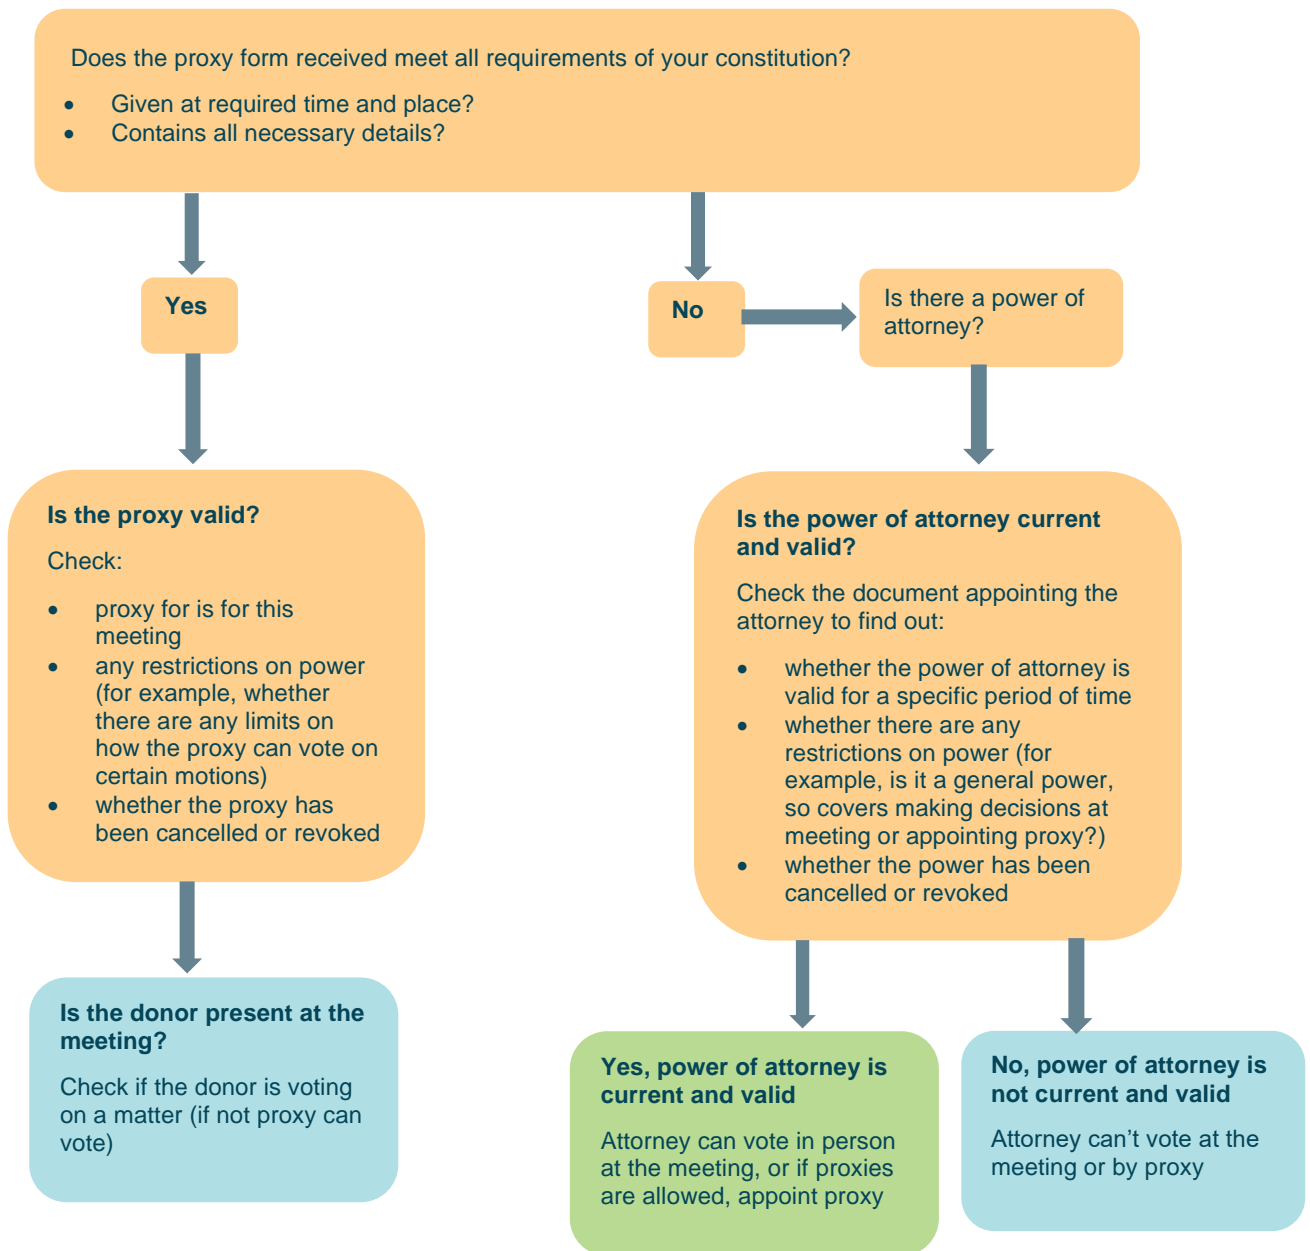 Does the proxy form received meet all requirements of your constitution?
• Given at required time and place?
• Contains all necessary details?
Yes
No
Is there a power of
attorney?
Is the proxy valid?
Check:
• proxy for is for this
meeting
• any restrictions on power
(for example, whether
there are any limits on
how the proxy can vote on
certain motions)
• whether the proxy has
been cancelled or revoked
Is the power of attorney current
and valid?
Check the document appointing the
attorney to find out:
• whether the power of attorney is
valid for a specific period of time
• whether there are any
restrictions on power (for
example, is it a general power,
so covers making decisions at
meeting or appointing proxy?)
• whether the power has been
cancelled or revoked
Is the donor present at the
meeting?
Check if the donor is voting
on a matter (if not proxy can
vote)
Yes, power of attorney is
current and valid
Attorney can vote in person
at the meeting, or if proxies
are allowed, appoint proxy
No, power of attorney is
not current and valid
Attorney can’t vote at the
meeting or by proxy